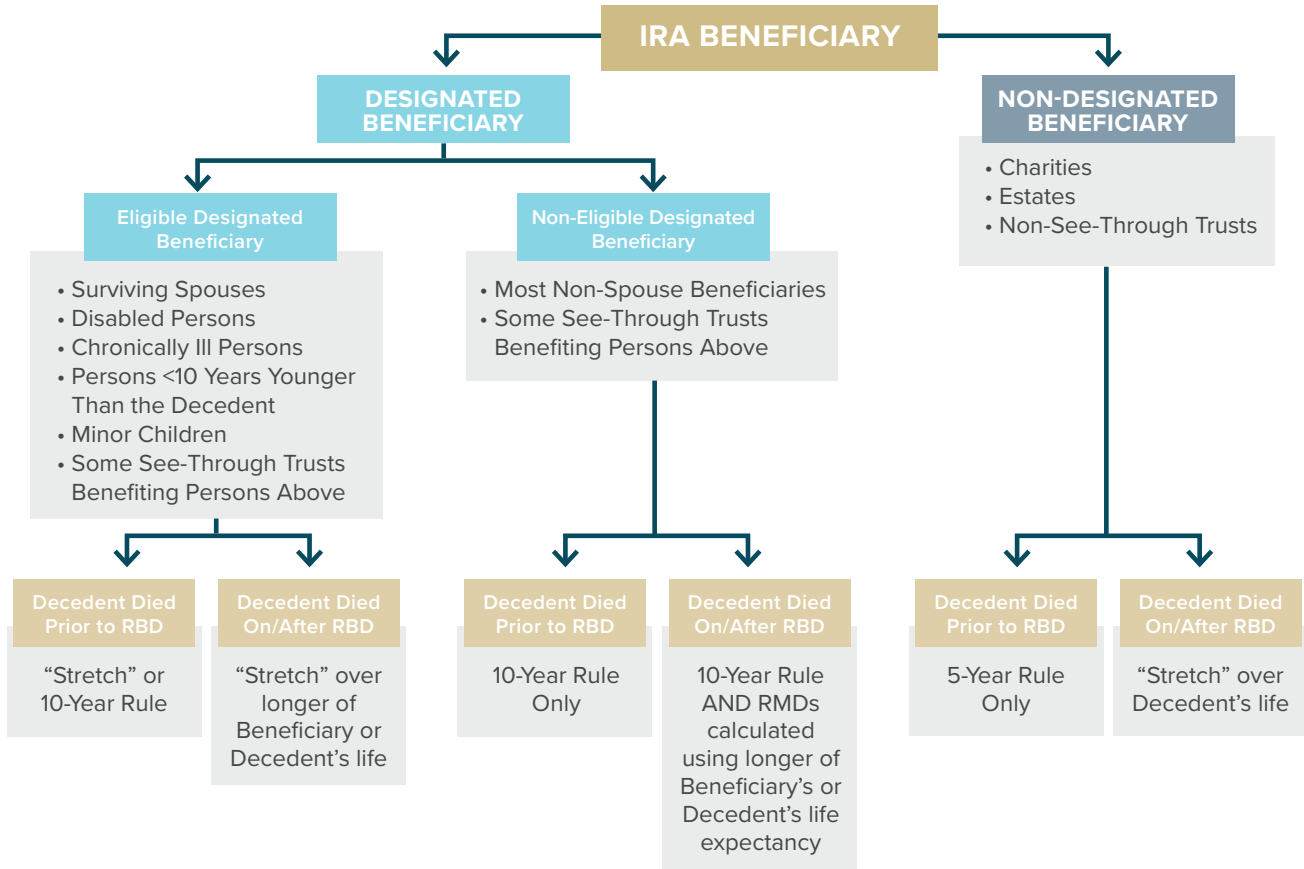 IRA BENEFICIARY
DESIGNATED
BENEFICIARY
NON-DESIGNATED
BENEFICIARY
• Charities
• Estates
• Non-See-Through Trusts
Eligible Designated
Beneficiary
• Surviving Spouses
• Disabled Persons
• Chronically Ill Persons
• Persons <10 Years Younger
Than the Decedent
• Minor Children
• Some See-Through Trusts
Benefiting Persons Above
Non-Eligible Designated
Beneficiary
• Most Non-Spouse Beneficiaries
• Some See-Through Trusts
Benefiting Persons Above
Decedent Died
Prior to RBD
“Stretch” or
10-Year Rule
Decedent Died
On/After RBD
“Stretch” over
longer of
Beneficiary or
Decedent’s life
Decedent Died
Prior to RBD
10-Year Rule
Only
Decedent Died
On/After RBD
10-Year Rule
AND RMDs
calculated
using longer of
Beneficiary’s or
Decedent’s life
expectancy
Decedent Died
Prior to RBD
5-Year Rule
Only
Decedent Died
On/After RBD
“Stretch” over
Decedent’s life